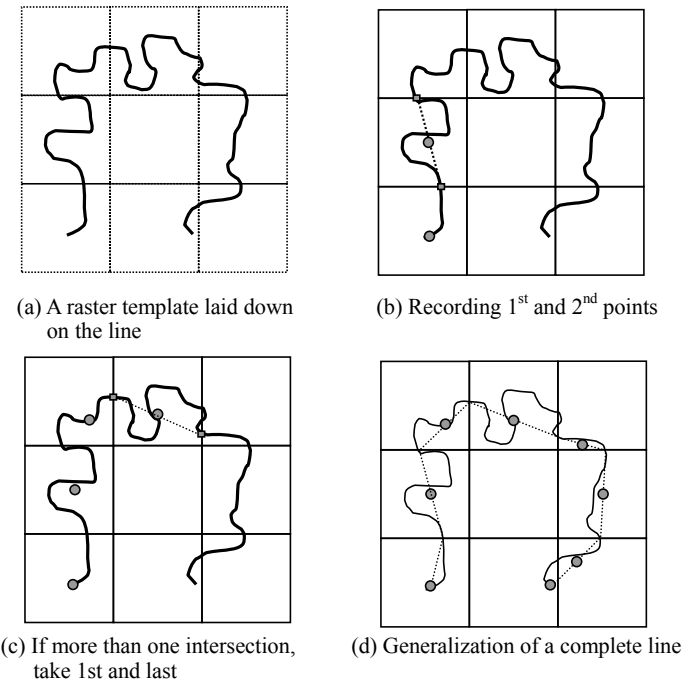 (a) A raster template laid down
on the line
(b) Recording 1st and 2nd points
(c) If more than one intersection,
take 1st and last
(d) Generalization of a complete line